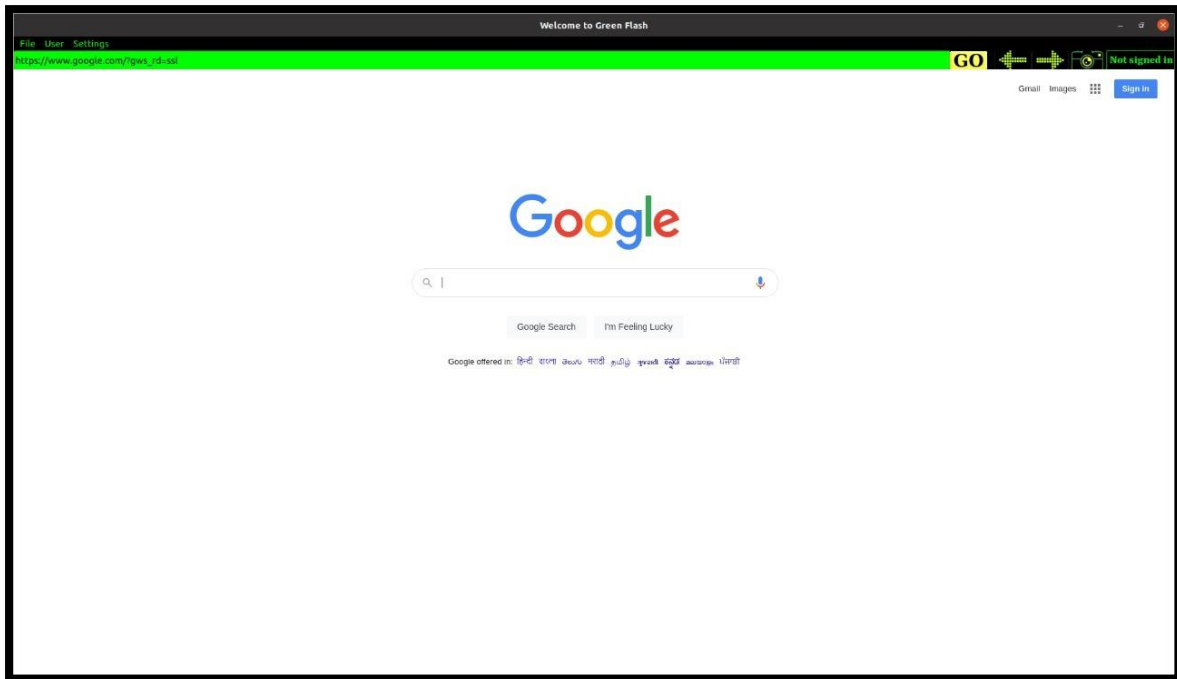 Welcome to Green Flash
File User Settings
https://www.google.com/?gws_rd=ssl GO Not signed in
Gmail Images Sign in
Google
Google Search I'm Feeling Lucky
Google offered in: हिन्दी বাংলা తెలుగు मराठी தமிழ் ગુજરાતી ಕನ್ನಡ മലയാളം ਪੰਜਾਬੀ